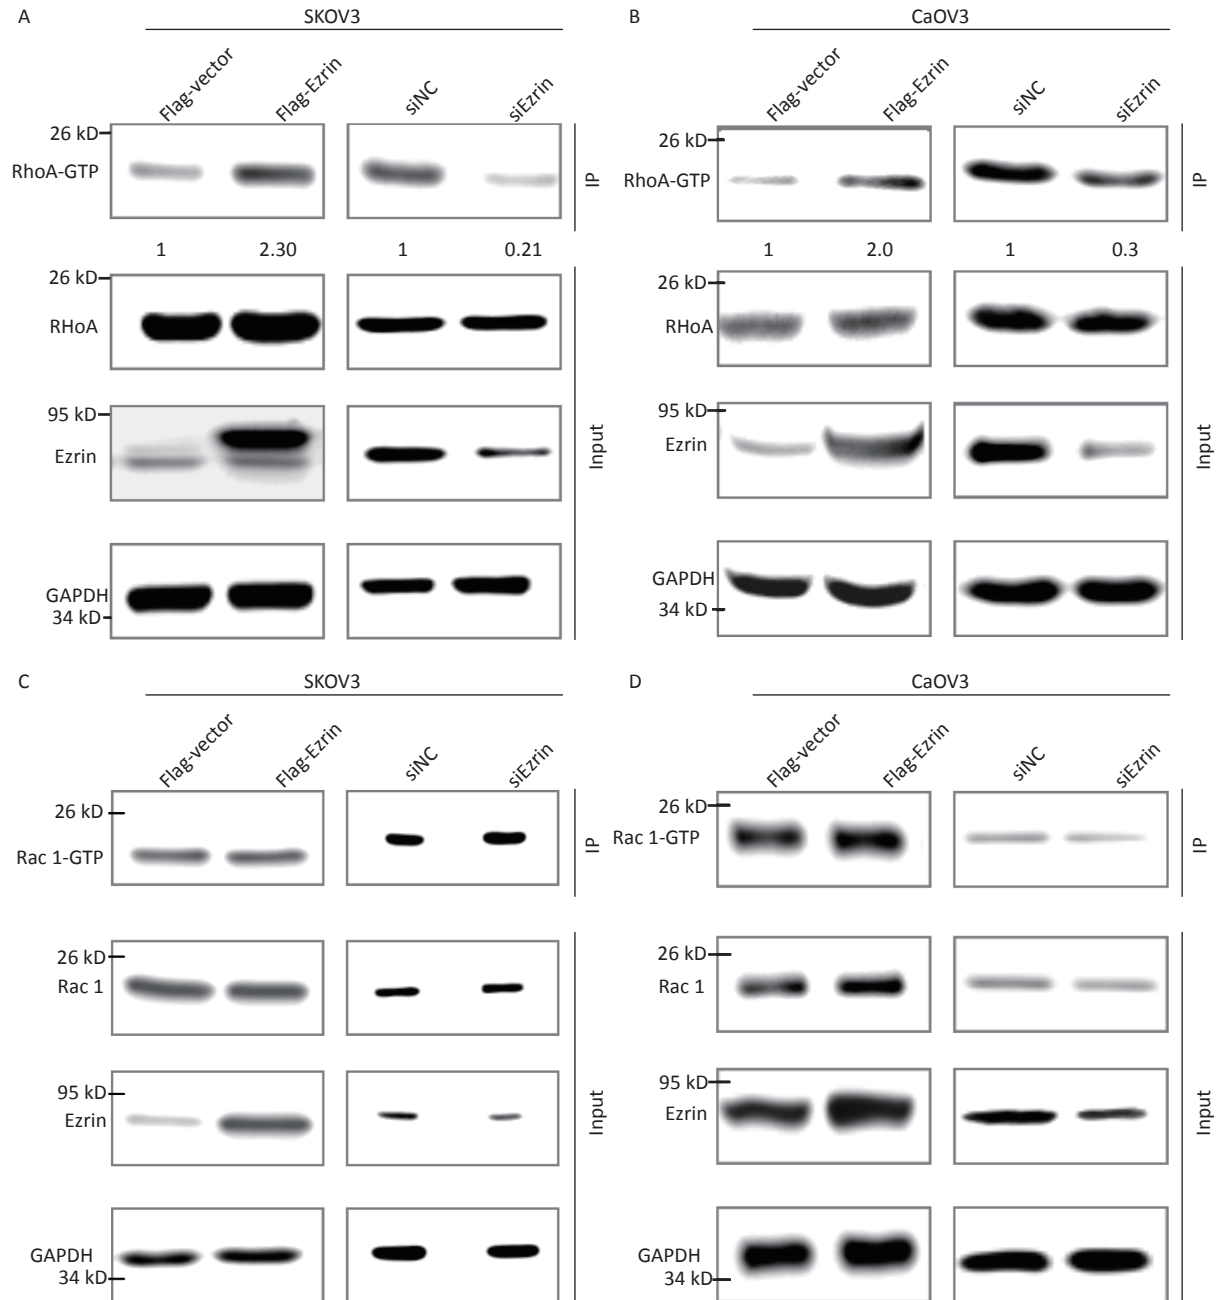 A SKOV3
Flag-vector Flag-Ezrin siNC siEzrin
26 kD
RhoA-GTP
IP
1 2.30 1 0.21
26 kD
RHoA
95 kD
Ezrin
Input
GAPDH
34 kD
B CaOV3
Flag-vector Flag-Ezrin siNC siEzrin
26 kD
RhoA-GTP
IP
1 2.0 1 0.3
26 kD
RHoA
95 kD
Ezrin
Input
GAPDH
34 kD
C SKOV3
Flag-vector Flag-Ezrin siNC siEzrin
26 kD
Rac 1-GTP
IP
26 kD
Rac 1
95 kD
Ezrin
Input
GAPDH
34 kD
D CaOV3
Flag-vector Flag-Ezrin siNC siEzrin
26 kD
Rac 1-GTP
IP
26 kD
Rac 1
95 kD
Ezrin
Input
GAPDH
34 kD